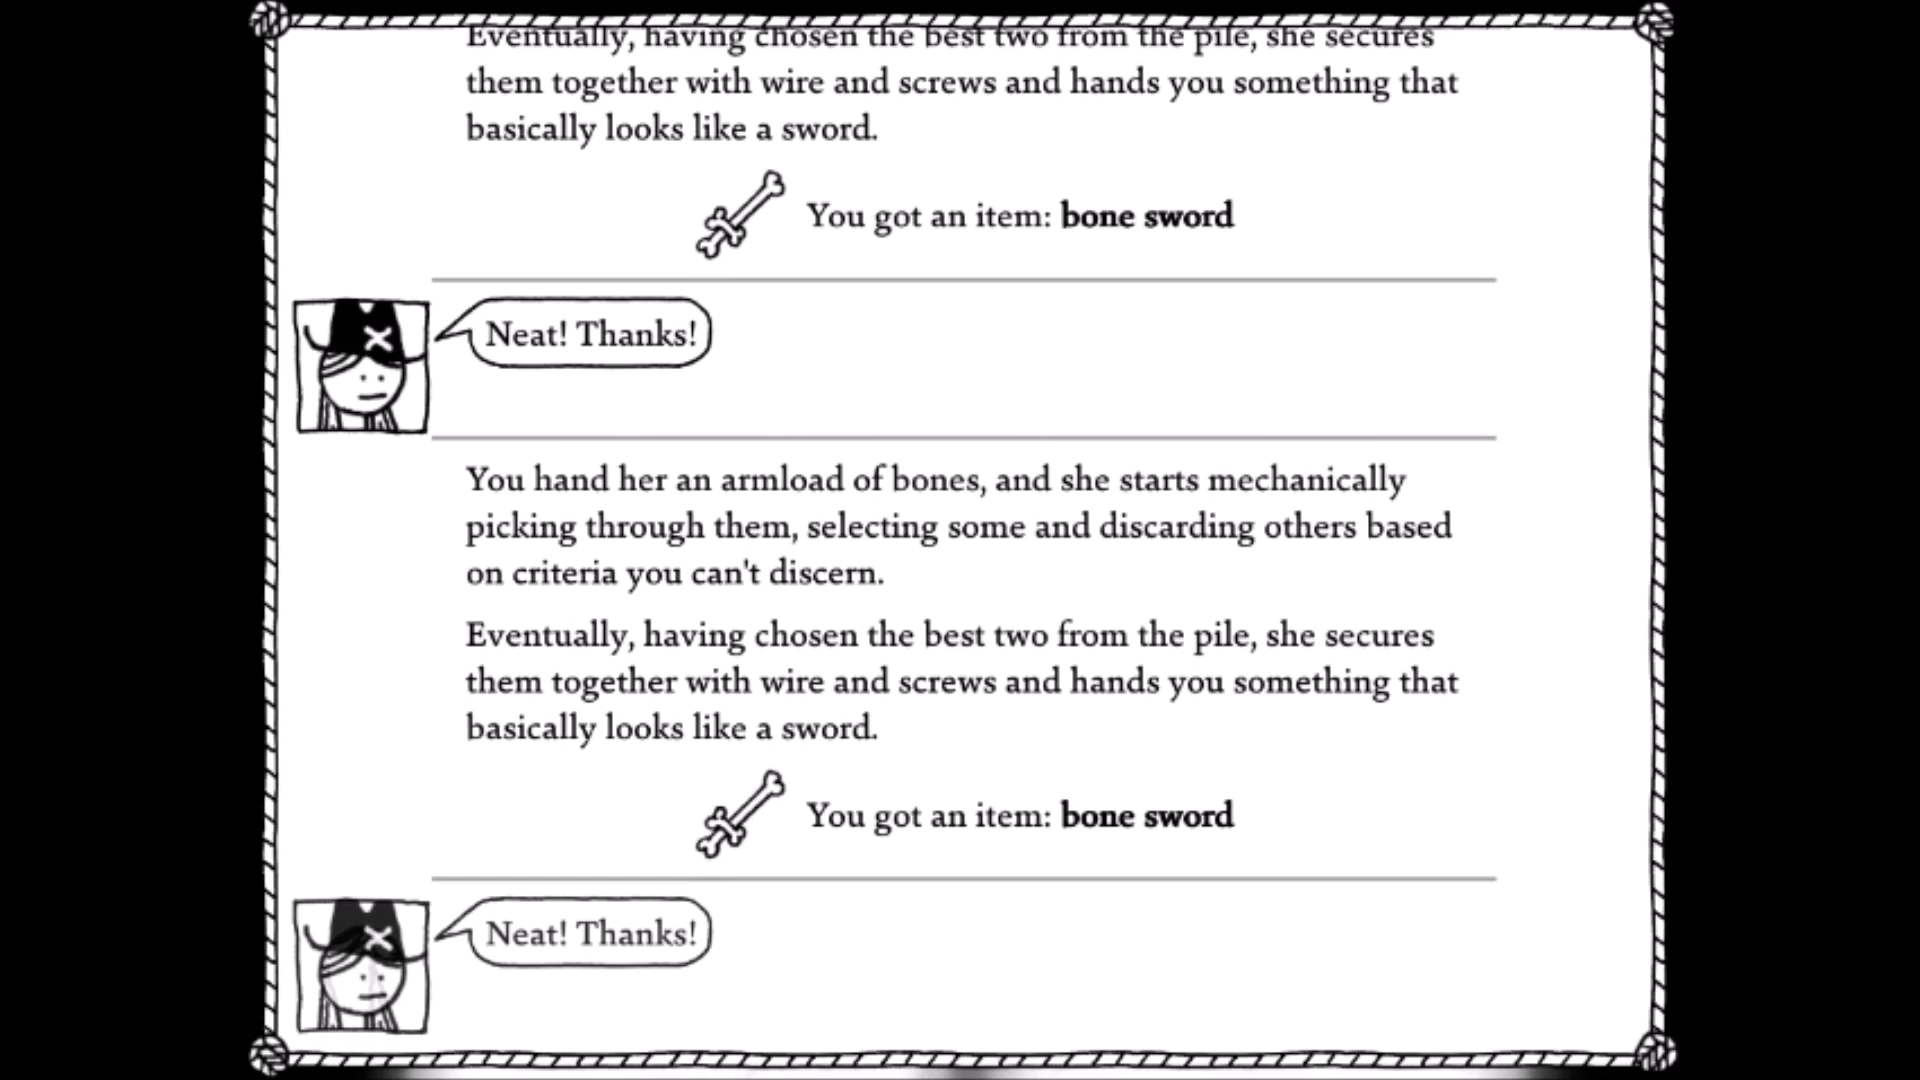 Eventually, having chosen the best two from the pile, she secures
them together with wire and screws and hands you something that
basically looks like a sword.
You got an item: bone sword
Neat! Thanks!
You hand her an armload of bones, and she starts mechanically
picking through them, selecting some and discarding others based
on criteria you can't discern.
Eventually, having chosen the best two from the pile, she secures
them together with wire and screws and hands you something that
basically looks like a sword.
You got an item: bone sword
Neat! Thanks!